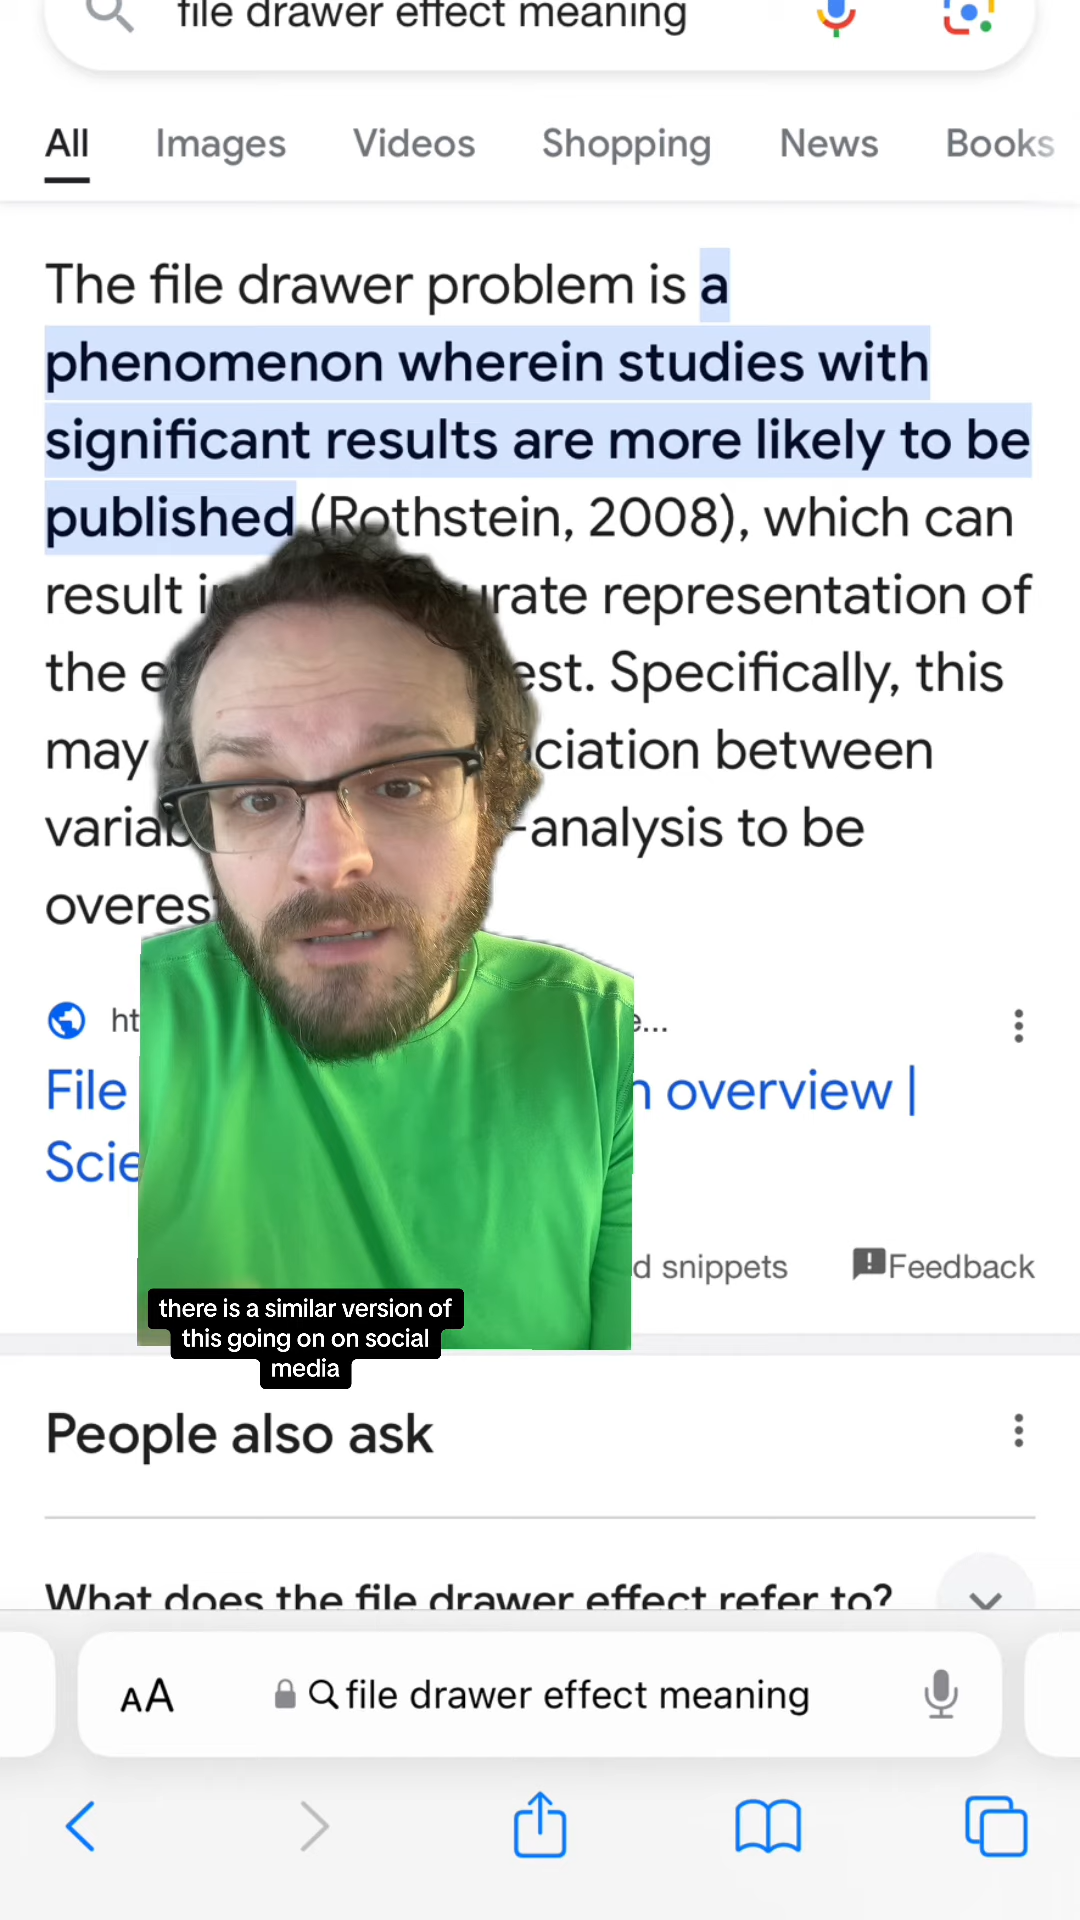 file drawer effect meaning
All Images Videos Shopping News Books
The file drawer problem is a
phenomenon wherein studies with
significant results are more likely to be
published (Rothstein, 2008), which can
result urate representation of
the est. Specifically, this
may ciation between
variab -analysis to be
overes
ht e...
File n overview |
Scie
d snippets Feedback
there is a similar version of
this going on on social
media
People also ask
What does the file drawer effect refer to?
AA file drawer effect meaning